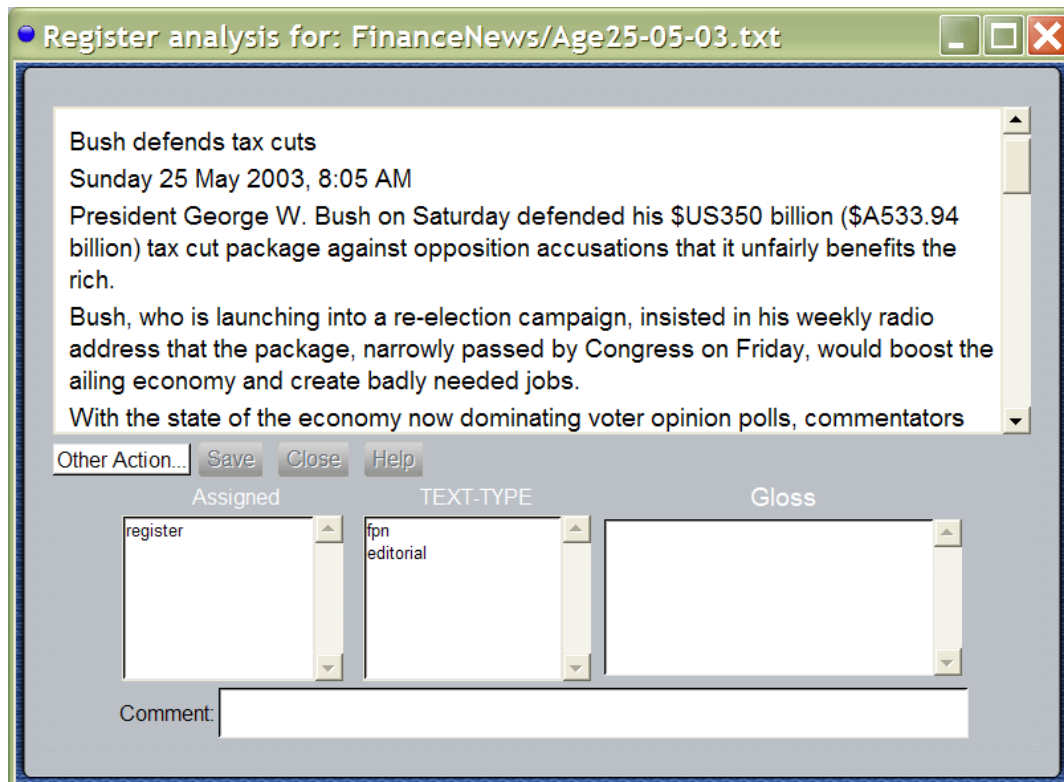 Register analysis for: FinanceNews/Age25-05-03.txt
Bush defends tax cuts
Sunday 25 May 2003, 8:05 AM
President George W. Bush on Saturday defended his $US350 billion ($A533.94
billion) tax cut package against opposition accusations that it unfairly benefits the
rich.
Bush, who is launching into a re-election campaign, insisted in his weekly radio
address that the package, narrowly passed by Congress on Friday, would boost the
ailing economy and create badly needed jobs.
With the state of the economy now dominating voter opinion polls, commentators
Other Action... Save Close Help
Assigned TEXT-TYPE Gloss
register fpn
editorial
Comment: